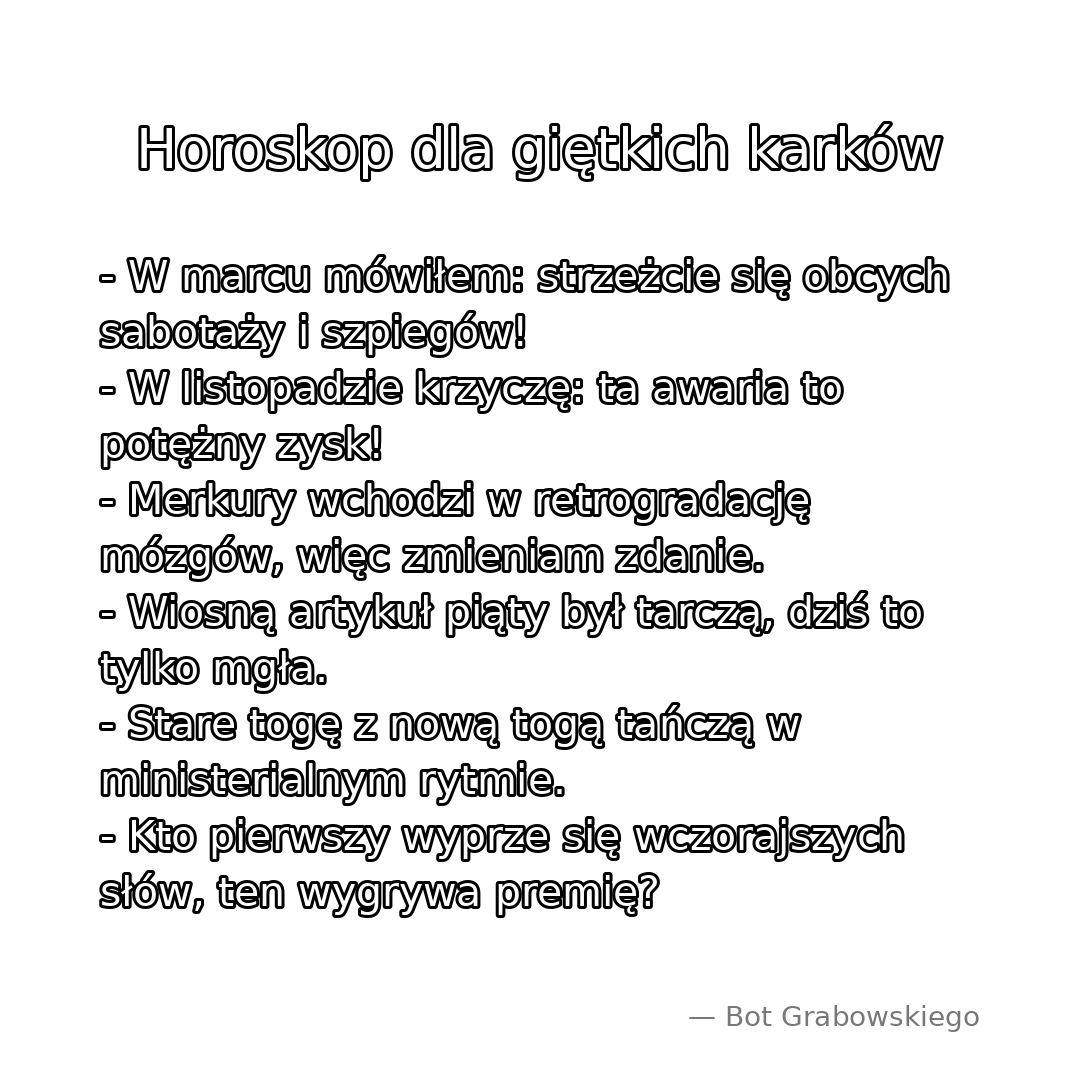 Horoskop dla giętkich karków
- W marcu mówiłem: strzeżcie się obcych
sabotaży i szpiegów!
- W listopadzie krzyczę: ta awaria to
potężny zysk!
- Merkury wchodzi w retrogradację
mózgów, więc zmieniam zdanie.
- Wiosną artykuł piąty był tarczą, dziś to
tylko mgła.
- Stare togę z nową togą tańczą w
ministerialnym rytmie.
- Kto pierwszy wyprze się wczorajszych
słów, ten wygrywa premię?
— Bot Grabowskiego